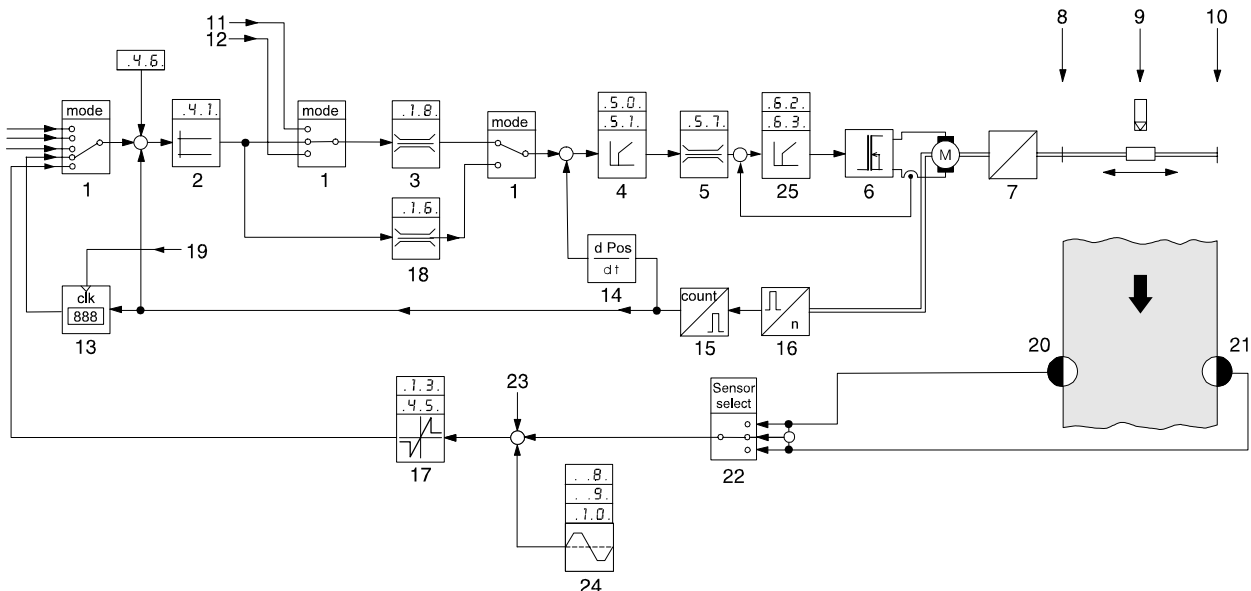 8 9 10
11
12
.4.6.
mode
.4.1.
mode
.1.8.
mode
.5.0.
.5.1.
.5.7.
.6.2.
.6.3.
M
1 2 1 3 1 4 5 25 6 7
.1.6.
18
19
clk
888
13
d Pos
dt
14
count
15
n
16
20 21
.1.3.
.4.5.
17
23
Sensor
select
22
. .8.
. .9.
.1.0.
24